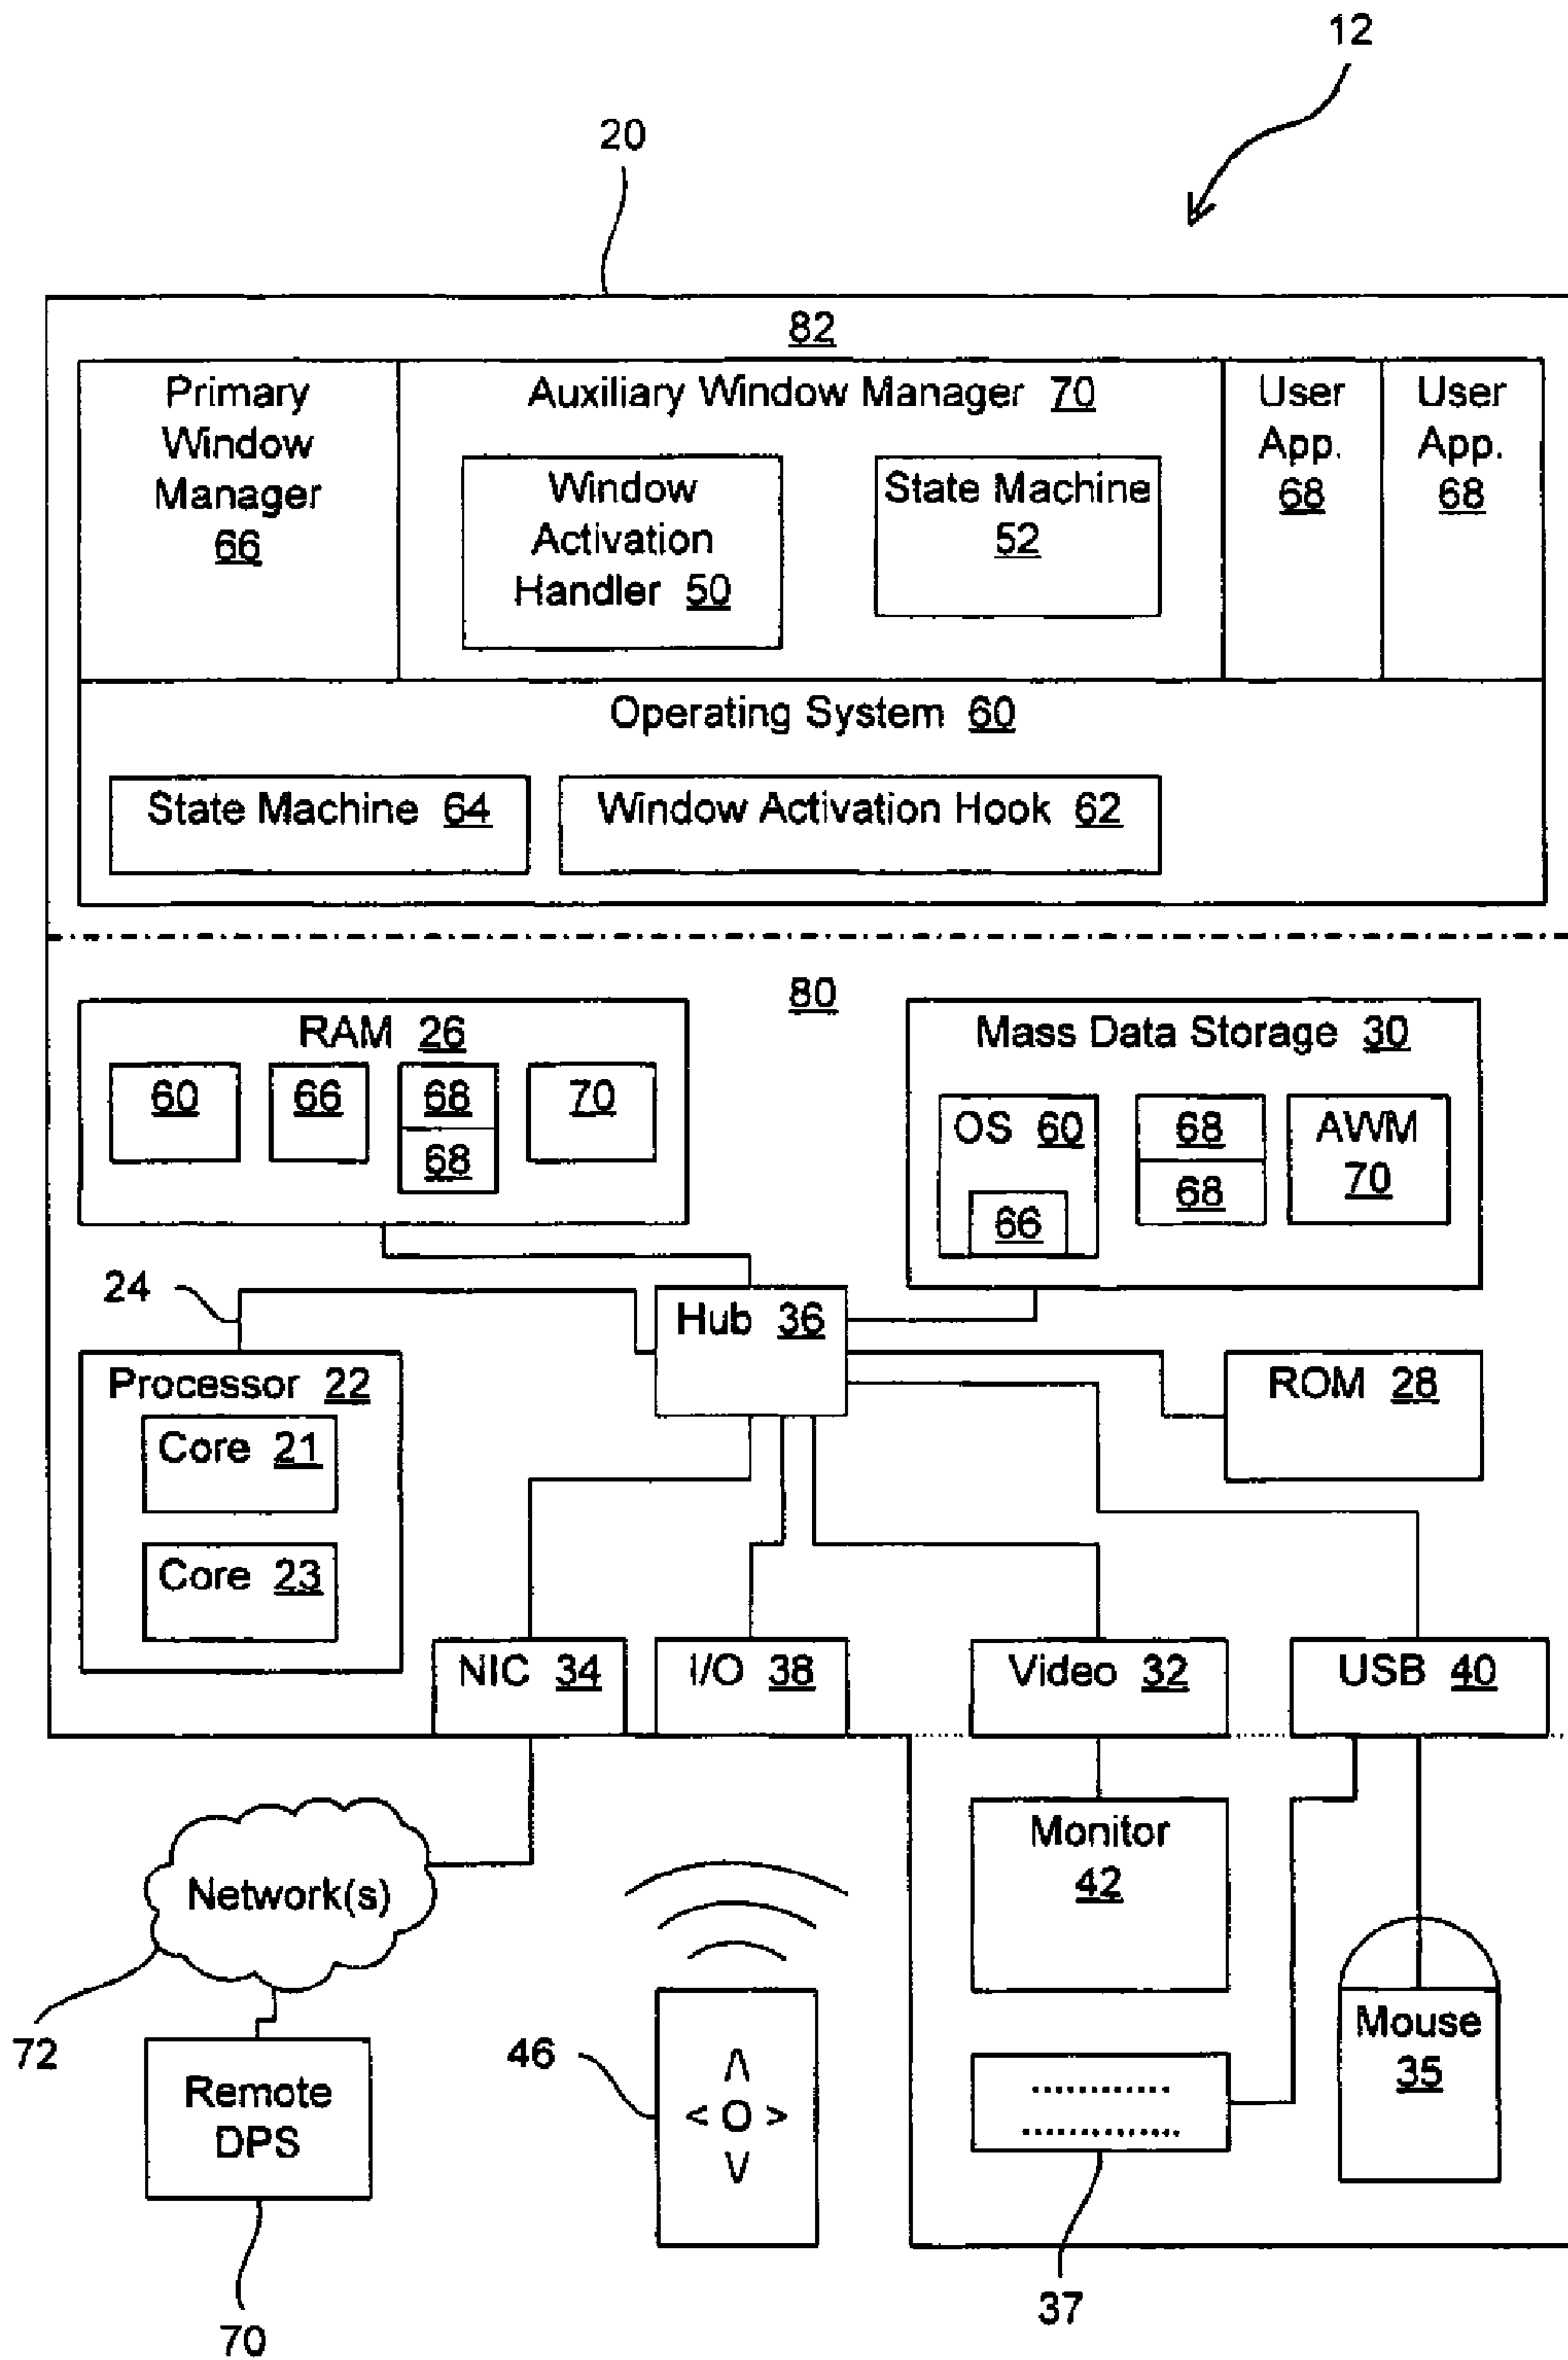 12
20
82
Primary
Window
Manager
66
Auxiliary Window Manager 70
Window
Activation
Handler 50
State Machine
52
User
App.
68
User
App.
68
Operating System 60
State Machine 64
Window Activation Hook 62
80
RAM 26
60
66
68
68
70
Mass Data Storage 30
OS 60
66
68
68
AWM
70
24
Hub 36
Processor 22
Core 21
Core 23
ROM 28
NIC 34
I/O 38
Video 32
USB 40
Network(s)
72
Remote
DPS
70
46
Λ
< O >
V
Monitor
42
Mouse
35
37